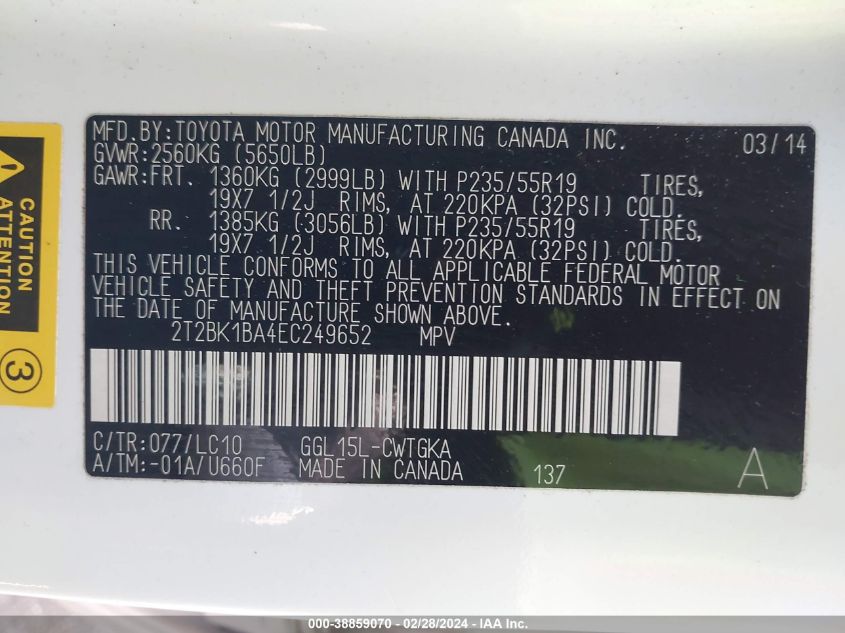 MFD.BY:TOYOTA MOTOR MANUFACTURING CANADA INC. 03/14
GVWR:2560KG (5650LB)
GAWR:FRT. 1360KG (2999LB) WITH P235/55R19 TIRES,
19X7 1/2J RIMS, AT 220KPA (32PSI) COLD.
RR. 1385KG (3056LB) WITH P235/55R19 TIRES,
19X7 1/2J RIMS, AT 220KPA (32PSI) COLD.
THIS VEHICLE CONFORMS TO ALL APPLICABLE FEDERAL MOTOR
VEHICLE SAFETY AND THEFT PREVENTION STANDARDS IN EFFECT ON
THE DATE OF MANUFACTURE SHOWN ABOVE.
2T2BK1BA4EC249652 MPV
C/TR:077/LC10 GGL15L-CWTGKA
A/TM:-01A/U660F MADE IN CANADA 137 A
CAUTION
ATTENTION
3
000-38859070 - 02/28/2024 - IAA Inc.